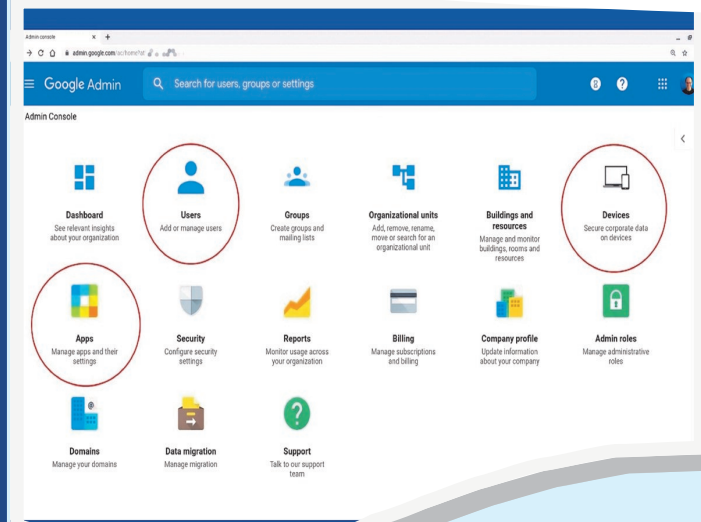 Admin console
admin.google.com/ac/home?
Google Admin
Search for users, groups or settings
8
?
Admin Console
Dashboard
See relevant insights
about your organization
Users
Add or manage users
Groups
Create groups and
mailing lists
Organizational units
Add, remove, rename,
move or search for an
organizational unit
Buildings and
resources
Manage and monitor
buildings, rooms and
resources
Devices
Secure corporate data
on devices
Apps
Manage apps and their
settings
Security
Configure security
settings
Reports
Monitor usage across
your organization
Billing
Manage subscriptions
and billing
Company profile
Update information
about your company
Admin roles
Manage administrative
roles
Domains
Manage your domains
Data migration
Manage migration
Support
Talk to our support
team